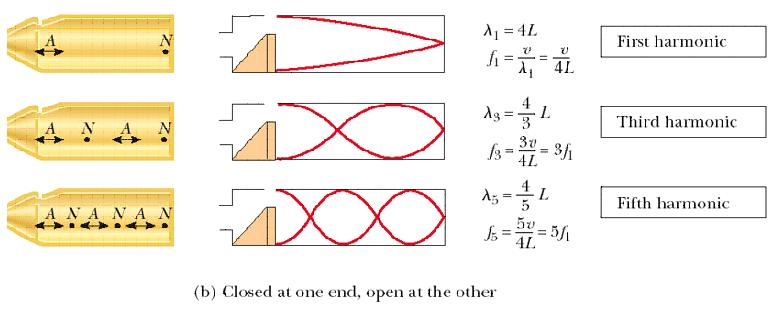 A N
λ₁ = 4L
f₁ = v/λ₁ = v/4L
First harmonic
A N A N
λ₃ = 4/3 L
f₃ = 3v/4L = 3f₁
Third harmonic
A N A N A N
λ₅ = 4/5 L
f₅ = 5v/4L = 5f₁
Fifth harmonic
(b) Closed at one end, open at the other